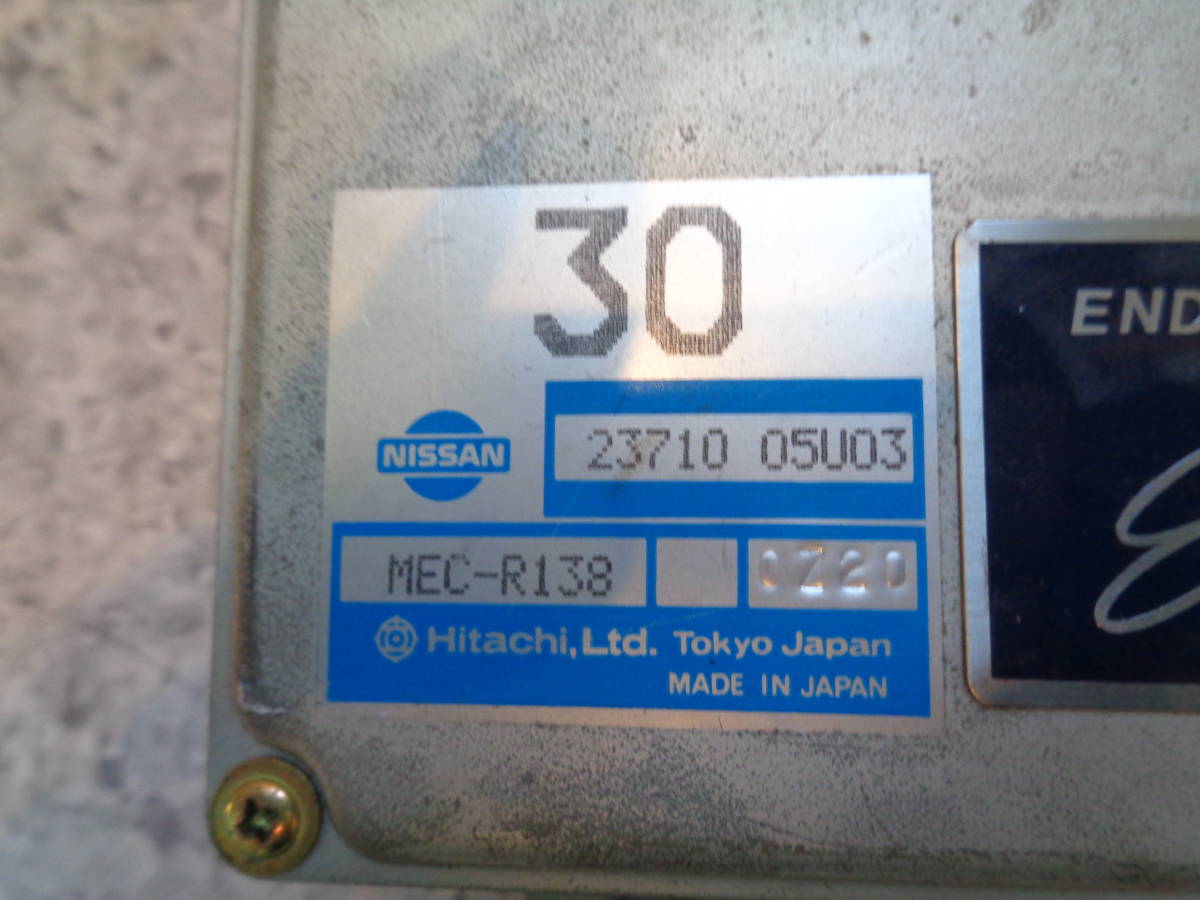 30
NISSAN
23710 05U03
MEC-R138
0Z20
Hitachi, Ltd. Tokyo Japan
MADE IN JAPAN
END